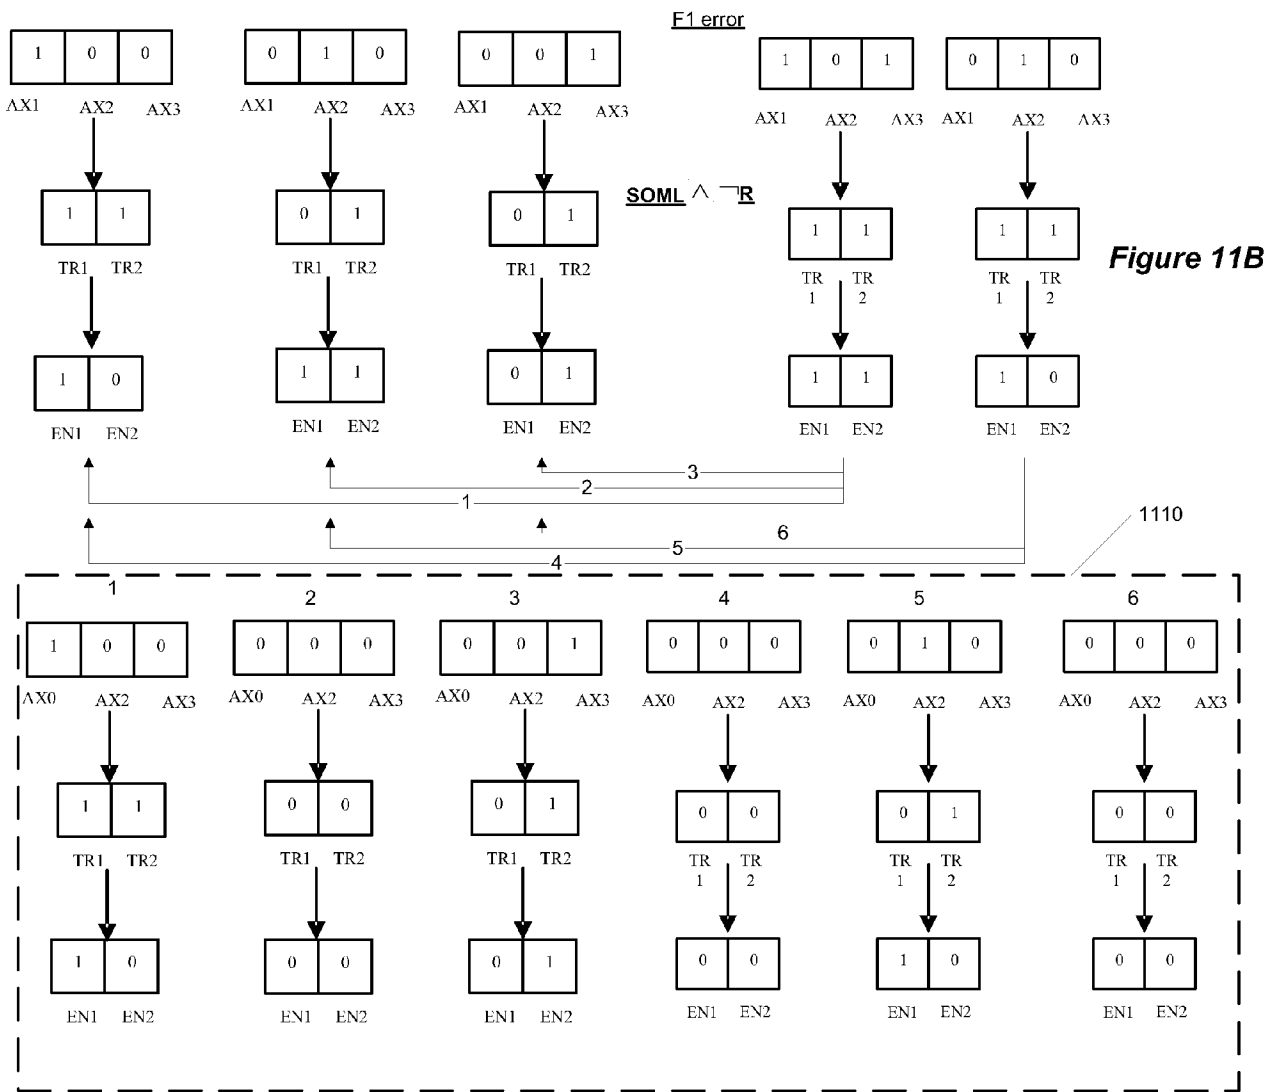 F1 error
1 0 0 0 1 0 0 0 1 1 0 1 0 1 0
AX1 AX2 AX3 AX1 AX2 AX3 AX1 AX2 AX3 AX1 AX2 AX3 AX1 AX2 AX3
SOML ∧ ¬R
1 1 0 1 0 1 1 1 1 1
TR1 TR2 TR1 TR2 TR1 TR2 TR 1 TR 2 TR 1 TR 2
Figure 11B
1 0 1 1 0 1 1 1 1 0
EN1 EN2 EN1 EN2 EN1 EN2 EN1 EN2 EN1 EN2
3
2
1
1110
6
5
4
1 2 3 4 5 6
1 0 0 0 0 0 0 0 1 0 0 0 0 1 0 0 0 0
AX0 AX2 AX3 AX0 AX2 AX3 AX0 AX2 AX3 AX0 AX2 AX3 AX0 AX2 AX3 AX0 AX2 AX3
1 1 0 0 0 1 0 0 0 1 0 0
TR1 TR2 TR1 TR2 TR1 TR2 TR 1 TR 2 TR 1 TR 2 TR 1 TR 2
1 0 0 0 0 1 0 0 1 0 0 0
EN1 EN2 EN1 EN2 EN1 EN2 EN1 EN2 EN1 EN2 EN1 EN2